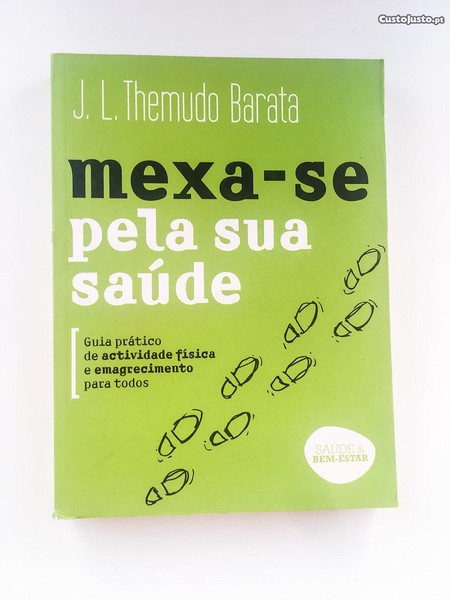 CustoJusto.pt
J. L. Themudo Barata
mexa-se
pela sua
saúde
Guia prático
de actividade física
e emagrecimento
para todos
SAÚDE &
BEM-ESTAR